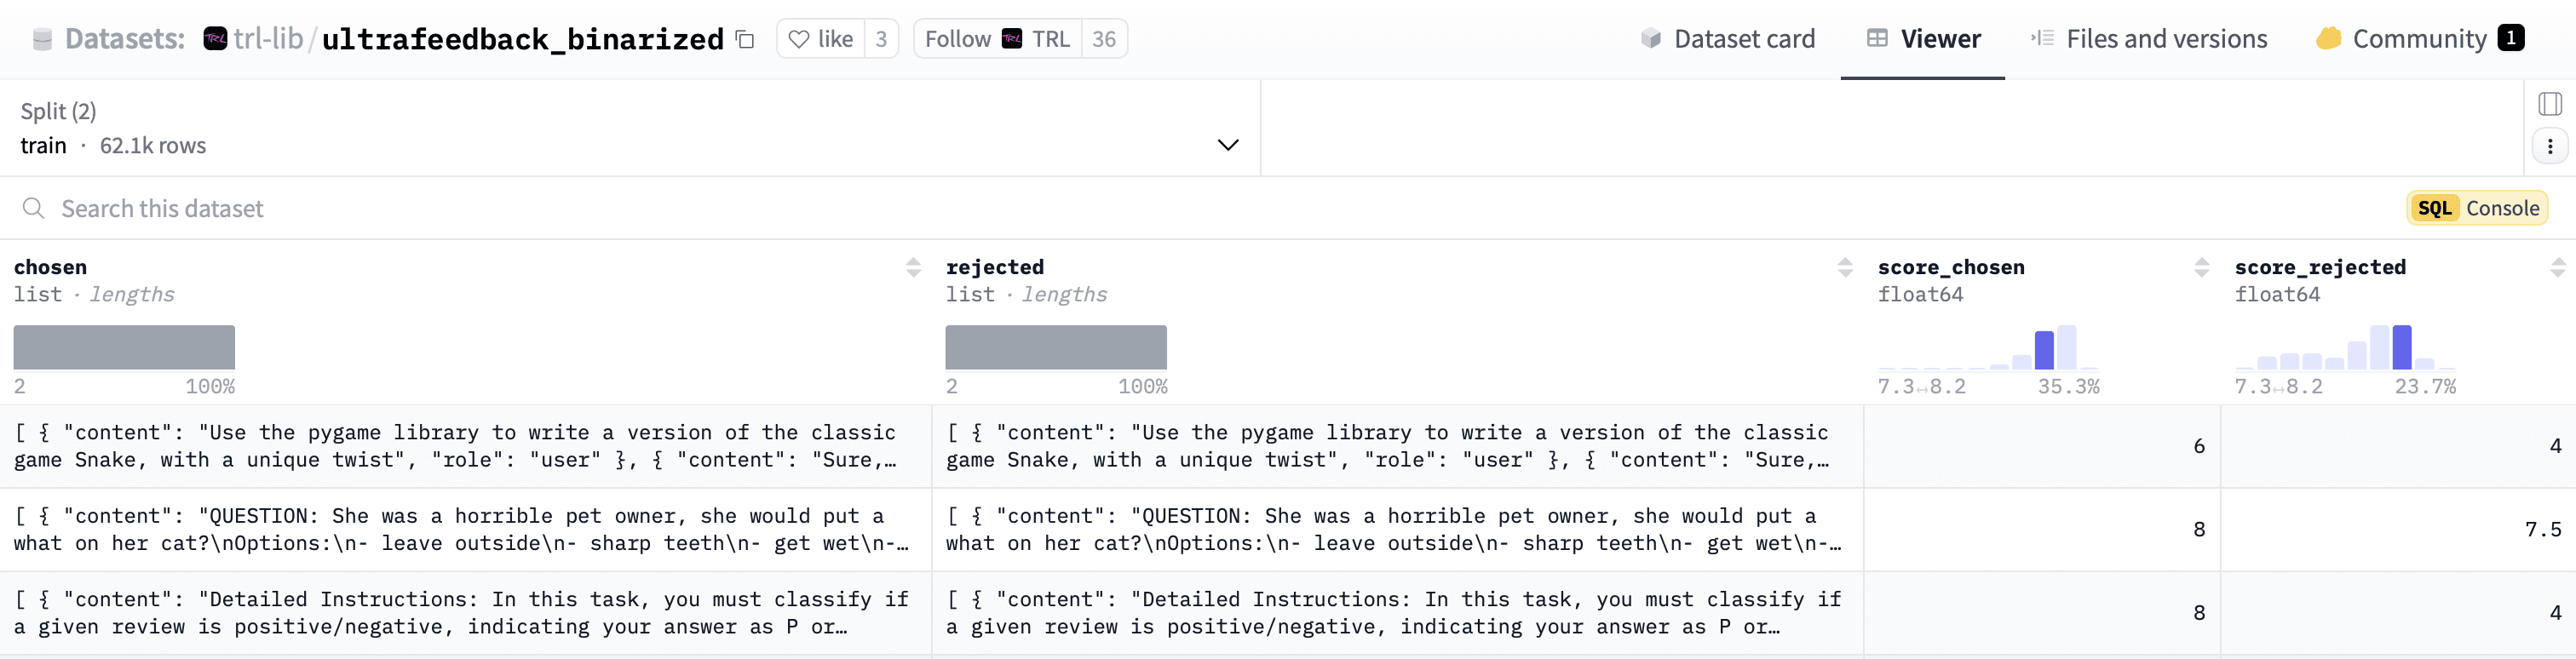 Datasets: trl-lib/ultrafeedback_binarized like 3 Follow TRL 36 Dataset card Viewer Files and versions Community 1
Split (2)
train · 62.1k rows
Search this dataset SQL Console
chosen rejected score_chosen score_rejected
list · lengths list · lengths float64 float64
2 100% 2 100% 7.3↔8.2 35.3% 7.3↔8.2 23.7%
[ { "content": "Use the pygame library to write a version of the classic
game Snake, with a unique twist", "role": "user" }, { "content": "Sure,…
[ { "content": "Use the pygame library to write a version of the classic
game Snake, with a unique twist", "role": "user" }, { "content": "Sure,…
6
4
[ { "content": "QUESTION: She was a horrible pet owner, she would put a
what on her cat?\nOptions:\n- leave outside\n- sharp teeth\n- get wet\n-…
[ { "content": "QUESTION: She was a horrible pet owner, she would put a
what on her cat?\nOptions:\n- leave outside\n- sharp teeth\n- get wet\n-…
8
7.5
[ { "content": "Detailed Instructions: In this task, you must classify if
a given review is positive/negative, indicating your answer as P or…
[ { "content": "Detailed Instructions: In this task, you must classify if
a given review is positive/negative, indicating your answer as P or…
8
4